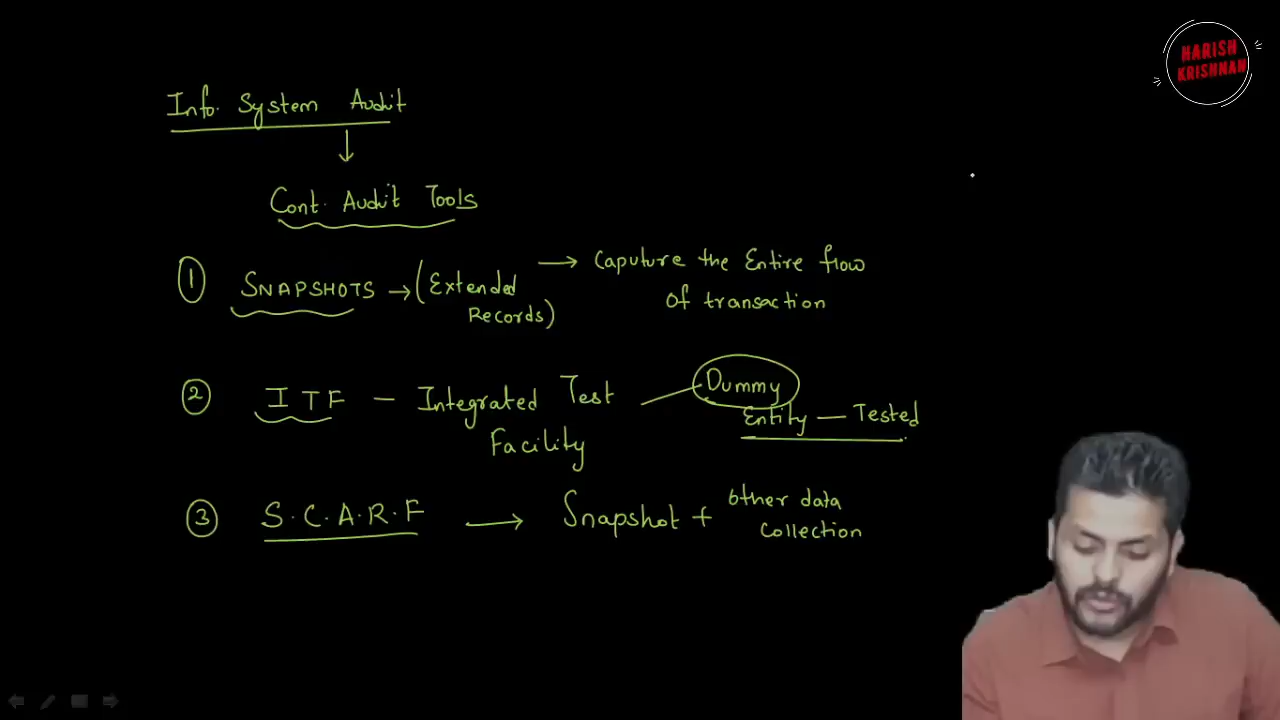 HARISH
KRISHNAN
Info. System Audit
Cont. Audit Tools
1 SNAPSHOTS → (Extended Records) → Caputure the Entire flow
of transaction
2 ITF — Integrated Test Facility Dummy
Entity — Tested
3 S.C.A.R.F → Snapshot + other data
collection